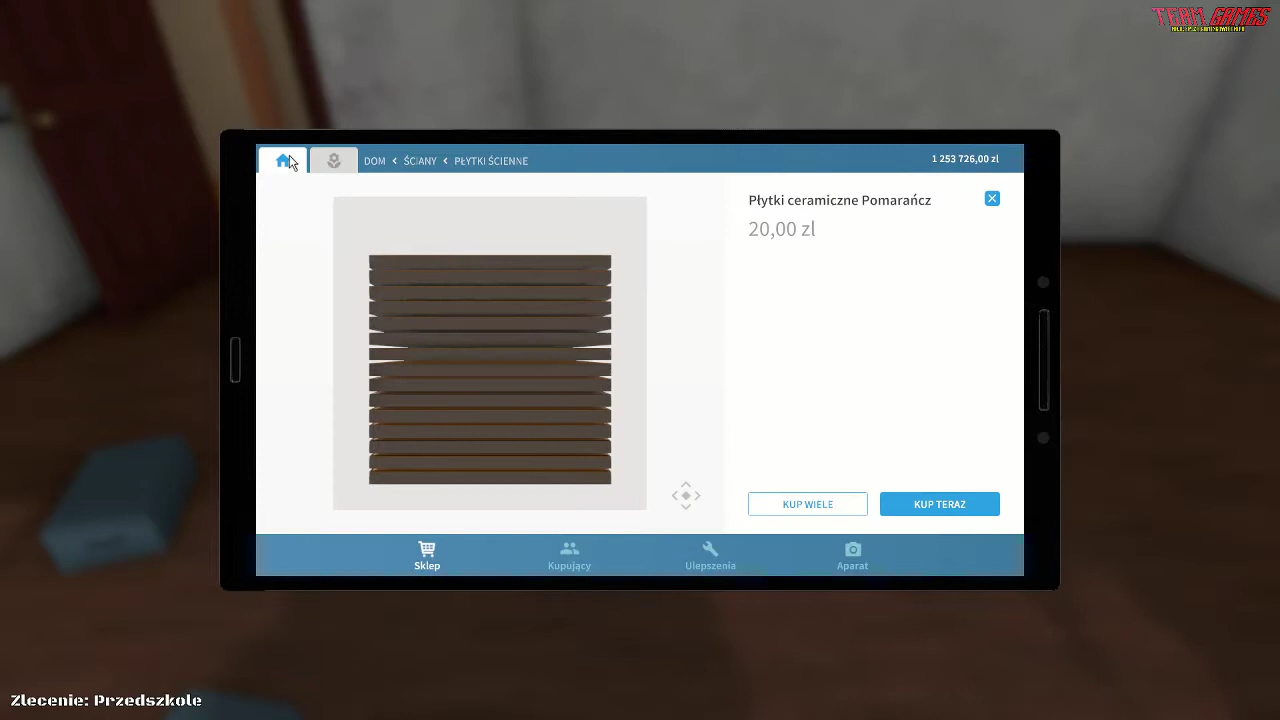 TEAM GAMES
DOM < ŚCIANY < PŁYTKI ŚCIENNE
1 253 726,00 zl
Płytki ceramiczne Pomarańcz
20,00 zl
KUP WIELE
KUP TERAZ
Sklep
Kupujący
Ulepszenia
Aparat
Zlecenie: Przedszkole